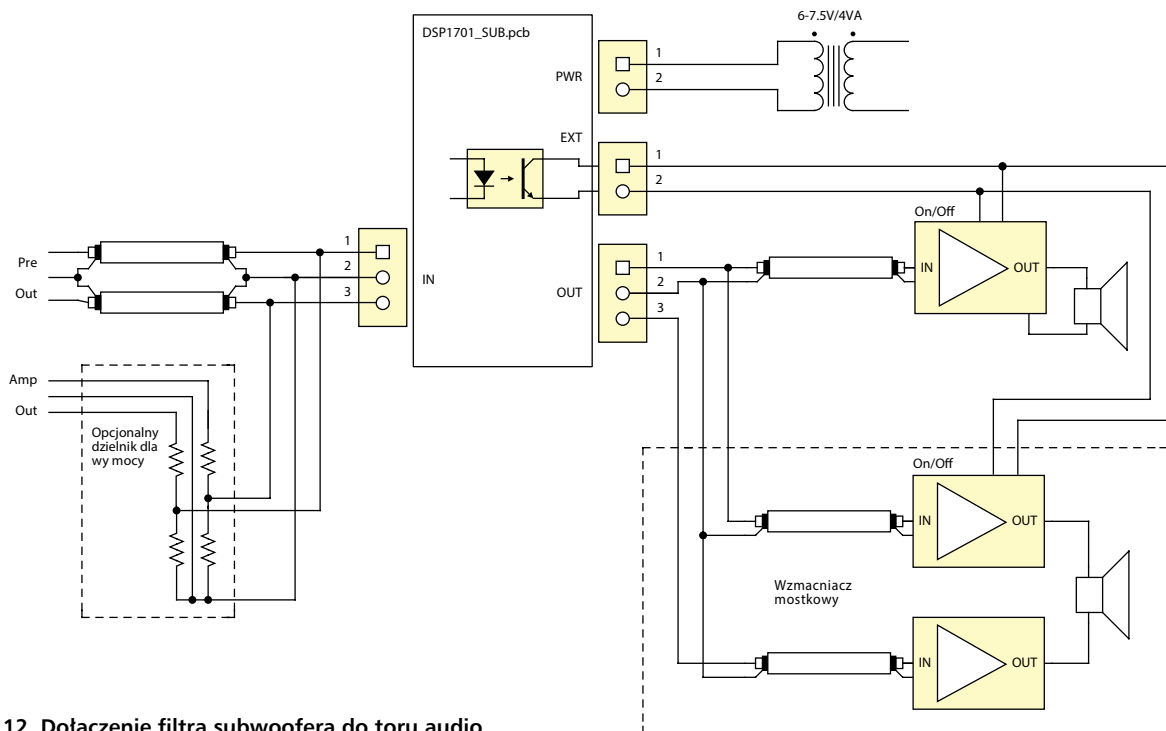 6-7.5V/4VA
DSP1701_SUB.pcb
PWR
1
2
EXT
1
2
On/Off
IN
OUT
Pre
Out
1
2
3
IN
OUT
1
2
3
Amp
Out
Opcjonalny
dzielnik dla
wy mocy
On/Off
IN
OUT
Wzmacniacz
mostkowy
IN
OUT
12. Dołączenie filtra subwoofera do toru audio